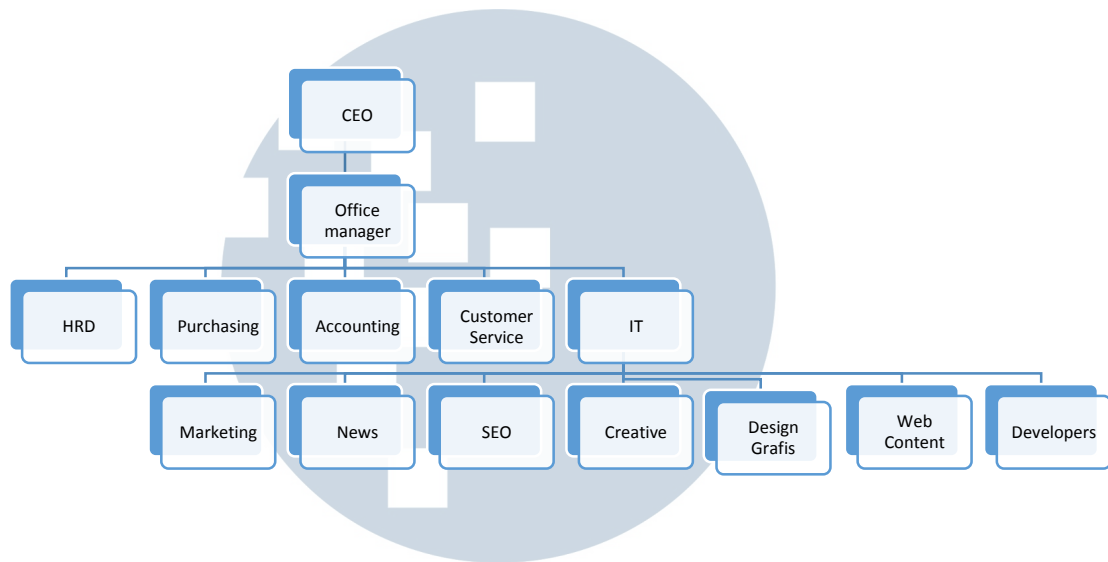 CEO
Office
manager
HRD
Purchasing
Accounting
Customer
Service
IT
Marketing
News
SEO
Creative
Design
Grafis
Web
Content
Developers